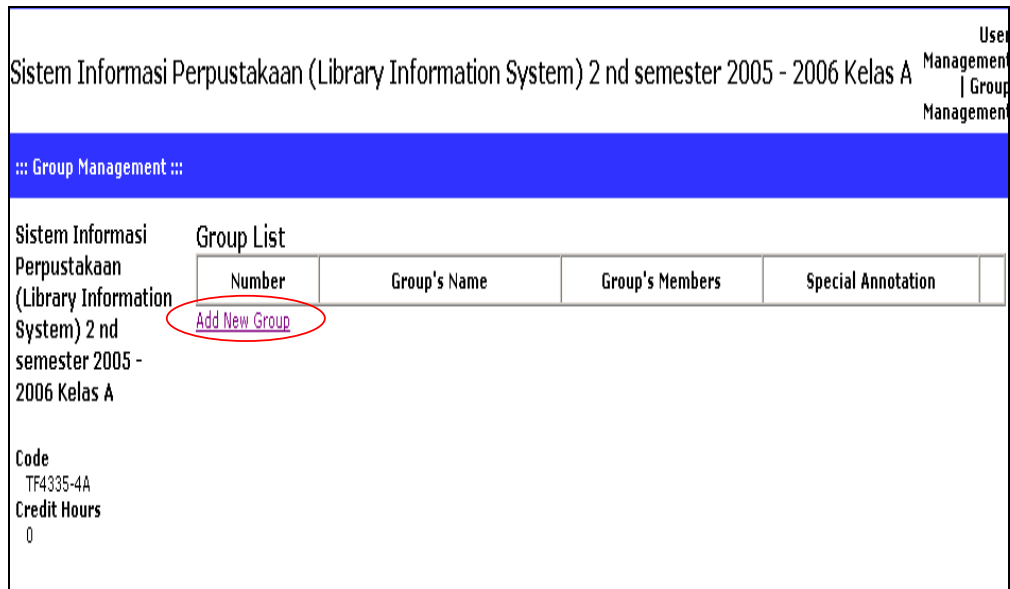 User
Management
| Group
Management
Sistem Informasi Perpustakaan (Library Information System) 2 nd semester 2005 - 2006 Kelas A
::: Group Management :::
Sistem Informasi
Perpustakaan
(Library Information
System) 2 nd
semester 2005 -
2006 Kelas A
Code
TF4335-4A
Credit Hours
0
Group List
Number Group's Name Group's Members Special Annotation
Add New Group